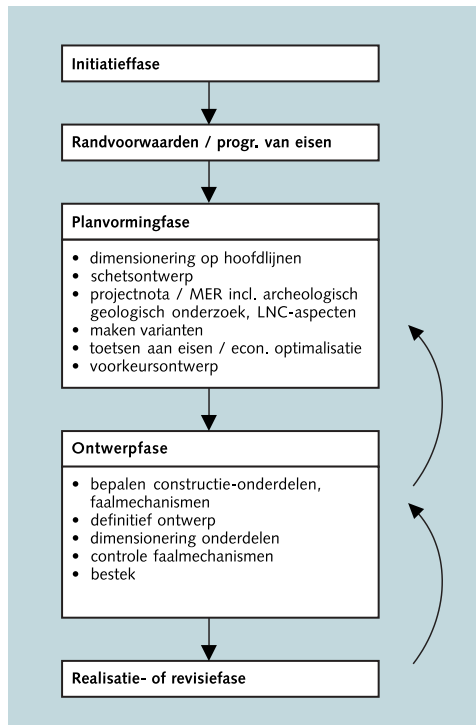 Initiatieffase
Randvoorwaarden / progr. van eisen
Planvormingfase
• dimensionering op hoofdlijnen
• schetsontwerp
• projectnota / MER incl. archeologisch
geologisch onderzoek, LNC-aspecten
• maken varianten
• toetsen aan eisen / econ. optimalisatie
• voorkeursontwerp
Ontwerpfase
• bepalen constructie-onderdelen,
faalmechanismen
• definitief ontwerp
• dimensionering onderdelen
• controle faalmechanismen
• bestek
Realisatie- of revisiefase